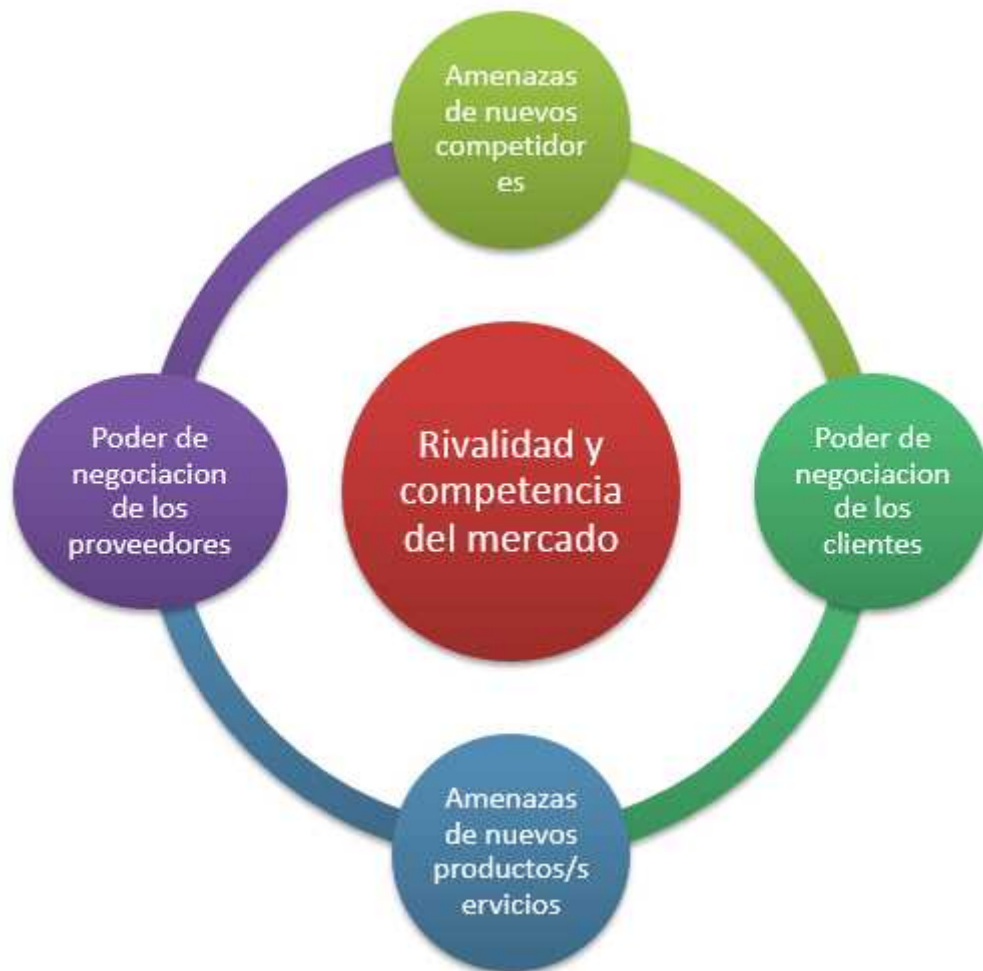 Amenazas
de nuevos
competidor
es
Poder de
negociacion
de los
proveedores
Rivalidad y
competencia
del mercado
Poder de
negociacion
de los
clientes
Amenazas
de nuevos
productos/s
ervicios